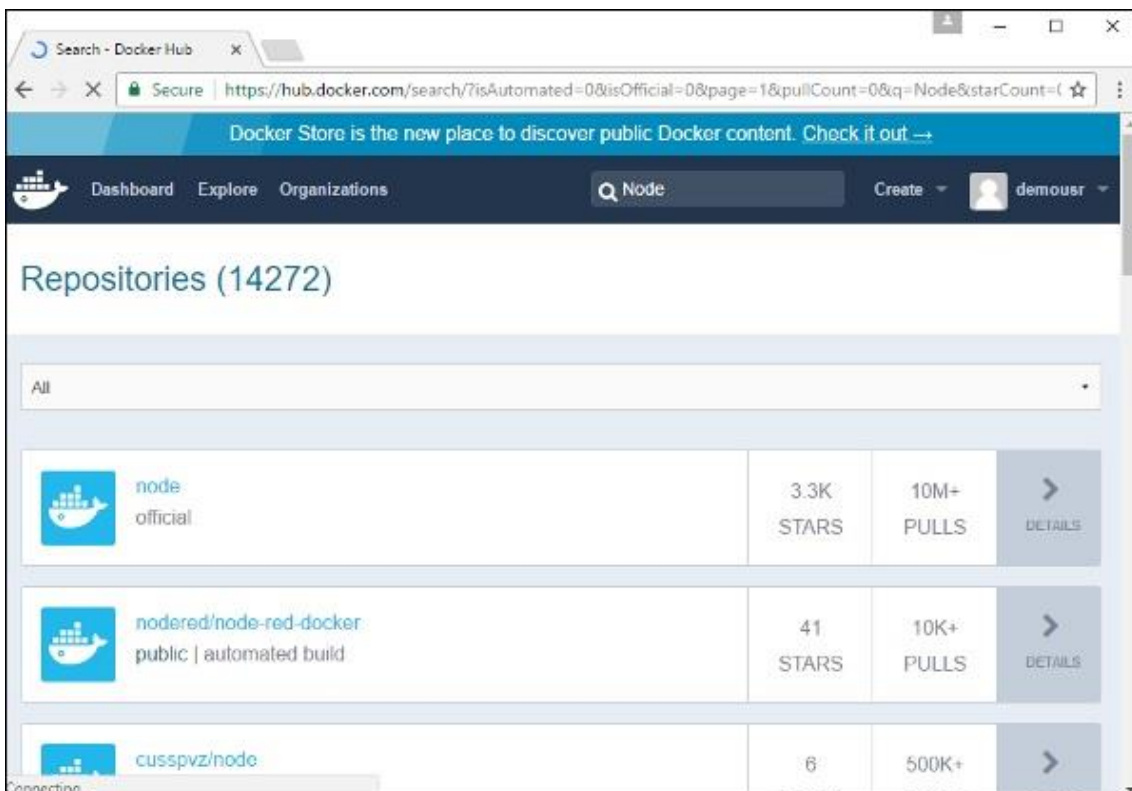 Search - Docker Hub
Secure https://hub.docker.com/search/?isAutomated=0&isOfficial=0&page=1&pullCount=0&q=Node&starCount=(
Docker Store is the new place to discover public Docker content. Check it out →
Dashboard Explore Organizations Node Create demousr
Repositories (14272)
All
node
official
3.3K
STARS
10M+
PULLS
DETAILS
nodered/node-red-docker
public | automated build
41
STARS
10K+
PULLS
DETAILS
cusspvz/node
6
500K+
Connecting